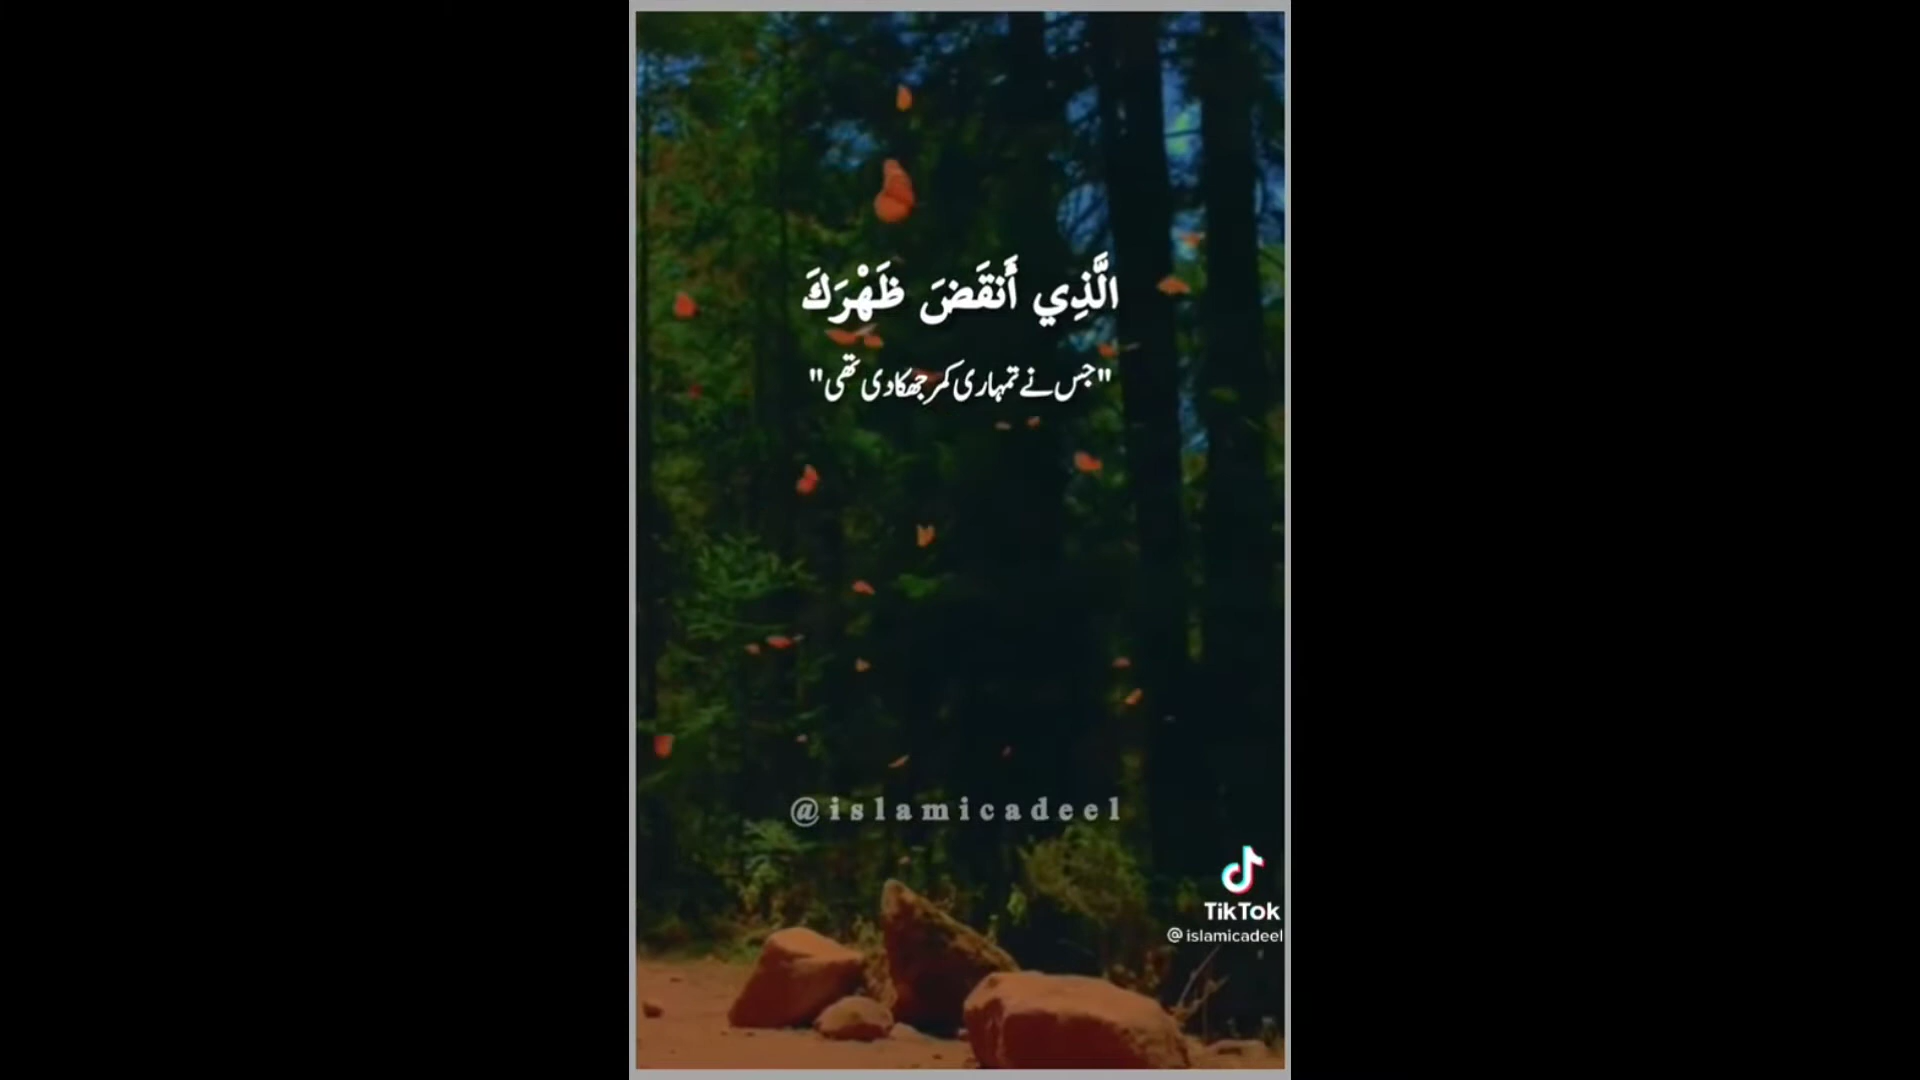 الَّذِي أَنقَضَ ظَهْرَكَ
"جس نے تمہاری کمر جھکا دی تھی"
@islamicadeel
TikTok
@islamicadeel